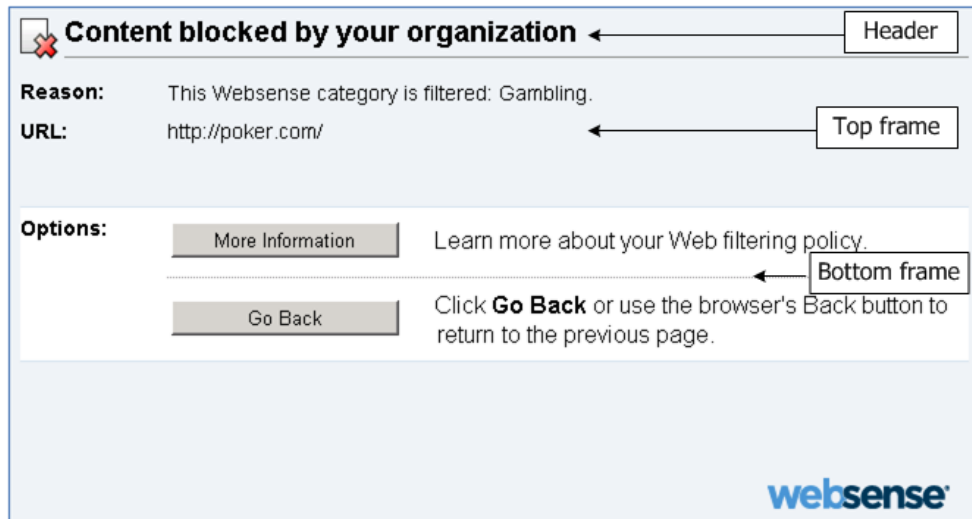 Content blocked by your organization
Header
Reason: This Websense category is filtered: Gambling.
URL: http://poker.com/
Top frame
Options: More Information Learn more about your Web filtering policy.
Bottom frame
Go Back Click Go Back or use the browser's Back button to
return to the previous page.
websense